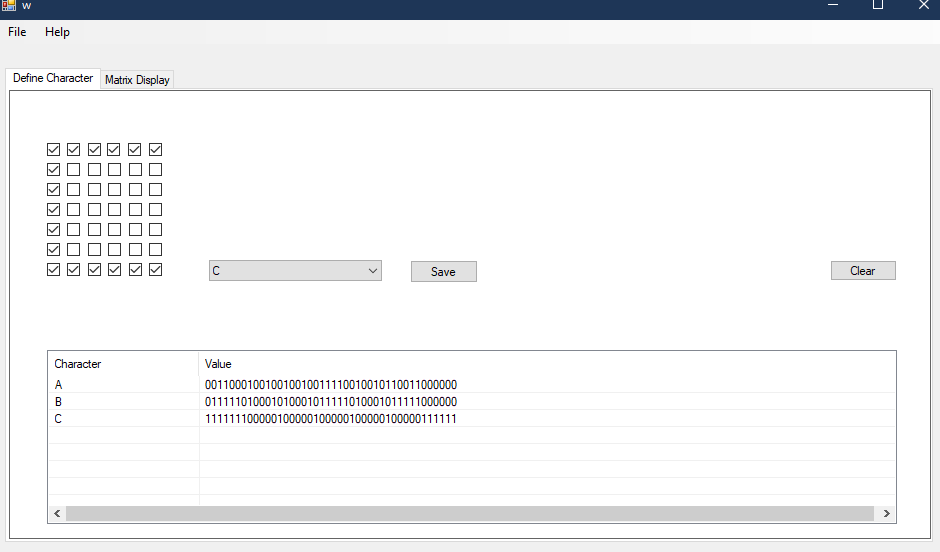 w
File Help
Define Character Matrix Display
C Save Clear
Character Value
A 001100010010010010011110010010110011000000
B 011111010001010001011111010001011111000000
C 111111100000100000100000100000100000111111